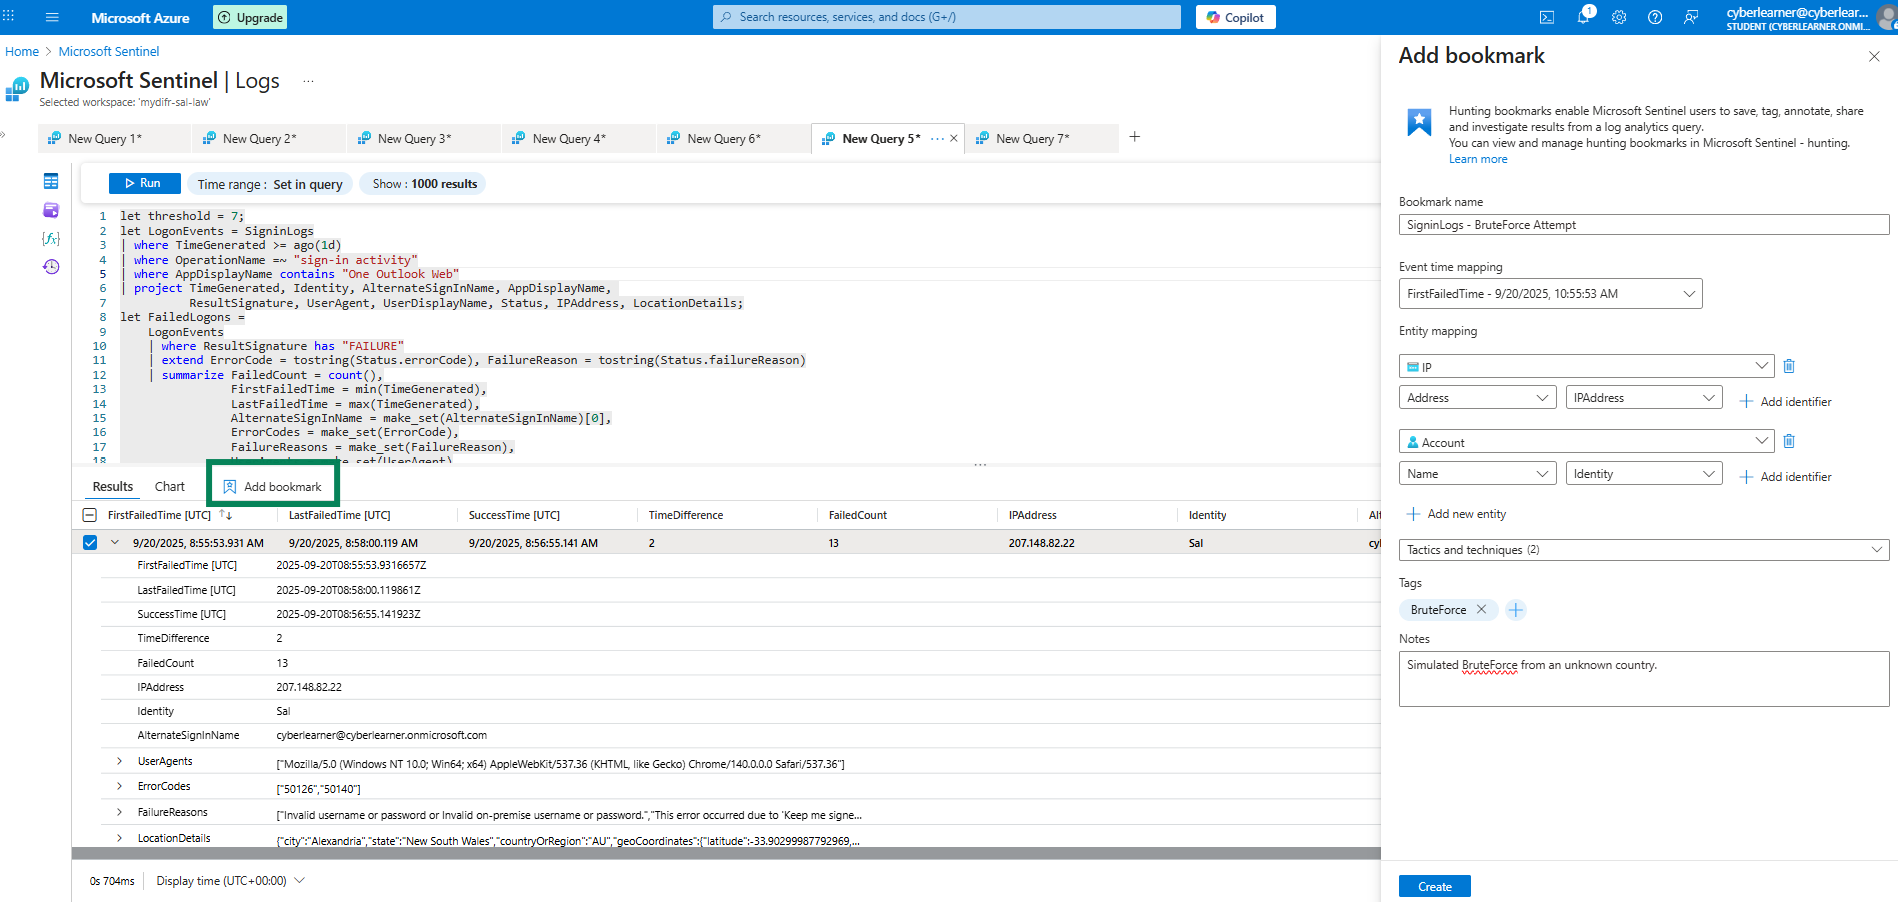 Microsoft Azure
Upgrade
Search resources, services, and docs (G+/)
Copilot
1
cyberlearner@cyberlear...
STUDENT (CYBERLEARNER.ONMI...
Home > Microsoft Sentinel
Microsoft Sentinel | Logs ...
Selected workspace: 'mydifr-sal-law'
New Query 1*
New Query 2*
New Query 3*
New Query 4*
New Query 6*
New Query 5*
New Query 7*
Run
Time range : Set in query
Show : 1000 results
1 let threshold = 7;
2 let LogonEvents = SigninLogs
3 | where TimeGenerated >= ago(1d)
4 | where OperationName =~ "sign-in activity"
5 | where AppDisplayName contains "One Outlook Web"
6 | project TimeGenerated, Identity, AlternateSignInName, AppDisplayName,
7 ResultSignature, UserAgent, UserDisplayName, Status, IPAddress, LocationDetails;
8 let FailedLogons =
9 LogonEvents
10 | where ResultSignature has "FAILURE"
11 | extend ErrorCode = tostring(Status.errorCode), FailureReason = tostring(Status.failureReason)
12 | summarize FailedCount = count(),
13 FirstFailedTime = min(TimeGenerated),
14 LastFailedTime = max(TimeGenerated),
15 AlternateSignInName = make_set(AlternateSignInName)[0],
16 ErrorCodes = make_set(ErrorCode),
17 FailureReasons = make_set(FailureReason),
18
Results
Chart
Add bookmark
FirstFailedTime [UTC] LastFailedTime [UTC] SuccessTime [UTC] TimeDifference FailedCount IPAddress Identity Alt
9/20/2025, 8:55:53.931 AM 9/20/2025, 8:58:00.119 AM 9/20/2025, 8:56:55.141 AM 2 13 207.148.82.22 Sal cyl
FirstFailedTime [UTC] 2025-09-20T08:55:53.9316657Z
LastFailedTime [UTC] 2025-09-20T08:58:00.119861Z
SuccessTime [UTC] 2025-09-20T08:56:55.141923Z
TimeDifference 2
FailedCount 13
IPAddress 207.148.82.22
Identity Sal
AlternateSignInName cyberlearner@cyberlearner.onmicrosoft.com
UserAgents ["Mozilla/5.0 (Windows NT 10.0; Win64; x64) AppleWebKit/537.36 (KHTML, like Gecko) Chrome/140.0.0.0 Safari/537.36"]
ErrorCodes ["50126","50140"]
FailureReasons ["Invalid username or password or Invalid on-premise username or password.","This error occurred due to 'Keep me signe...
LocationDetails {"city":"Alexandria","state":"New South Wales","countryOrRegion":"AU","geoCoordinates":{"latitude":-33.90299987792969,...
0s 704ms
Display time (UTC+00:00)
Add bookmark
Hunting bookmarks enable Microsoft Sentinel users to save, tag, annotate, share
and investigate results from a log analytics query.
You can view and manage hunting bookmarks in Microsoft Sentinel - hunting.
Learn more
Bookmark name
SigninLogs - BruteForce Attempt
Event time mapping
FirstFailedTime - 9/20/2025, 10:55:53 AM
Entity mapping
IP
Address
IPAddress
Add identifier
Account
Name
Identity
Add identifier
Add new entity
Tactics and techniques (2)
Tags
BruteForce
Notes
Simulated BruteForce from an unknown country.
Create